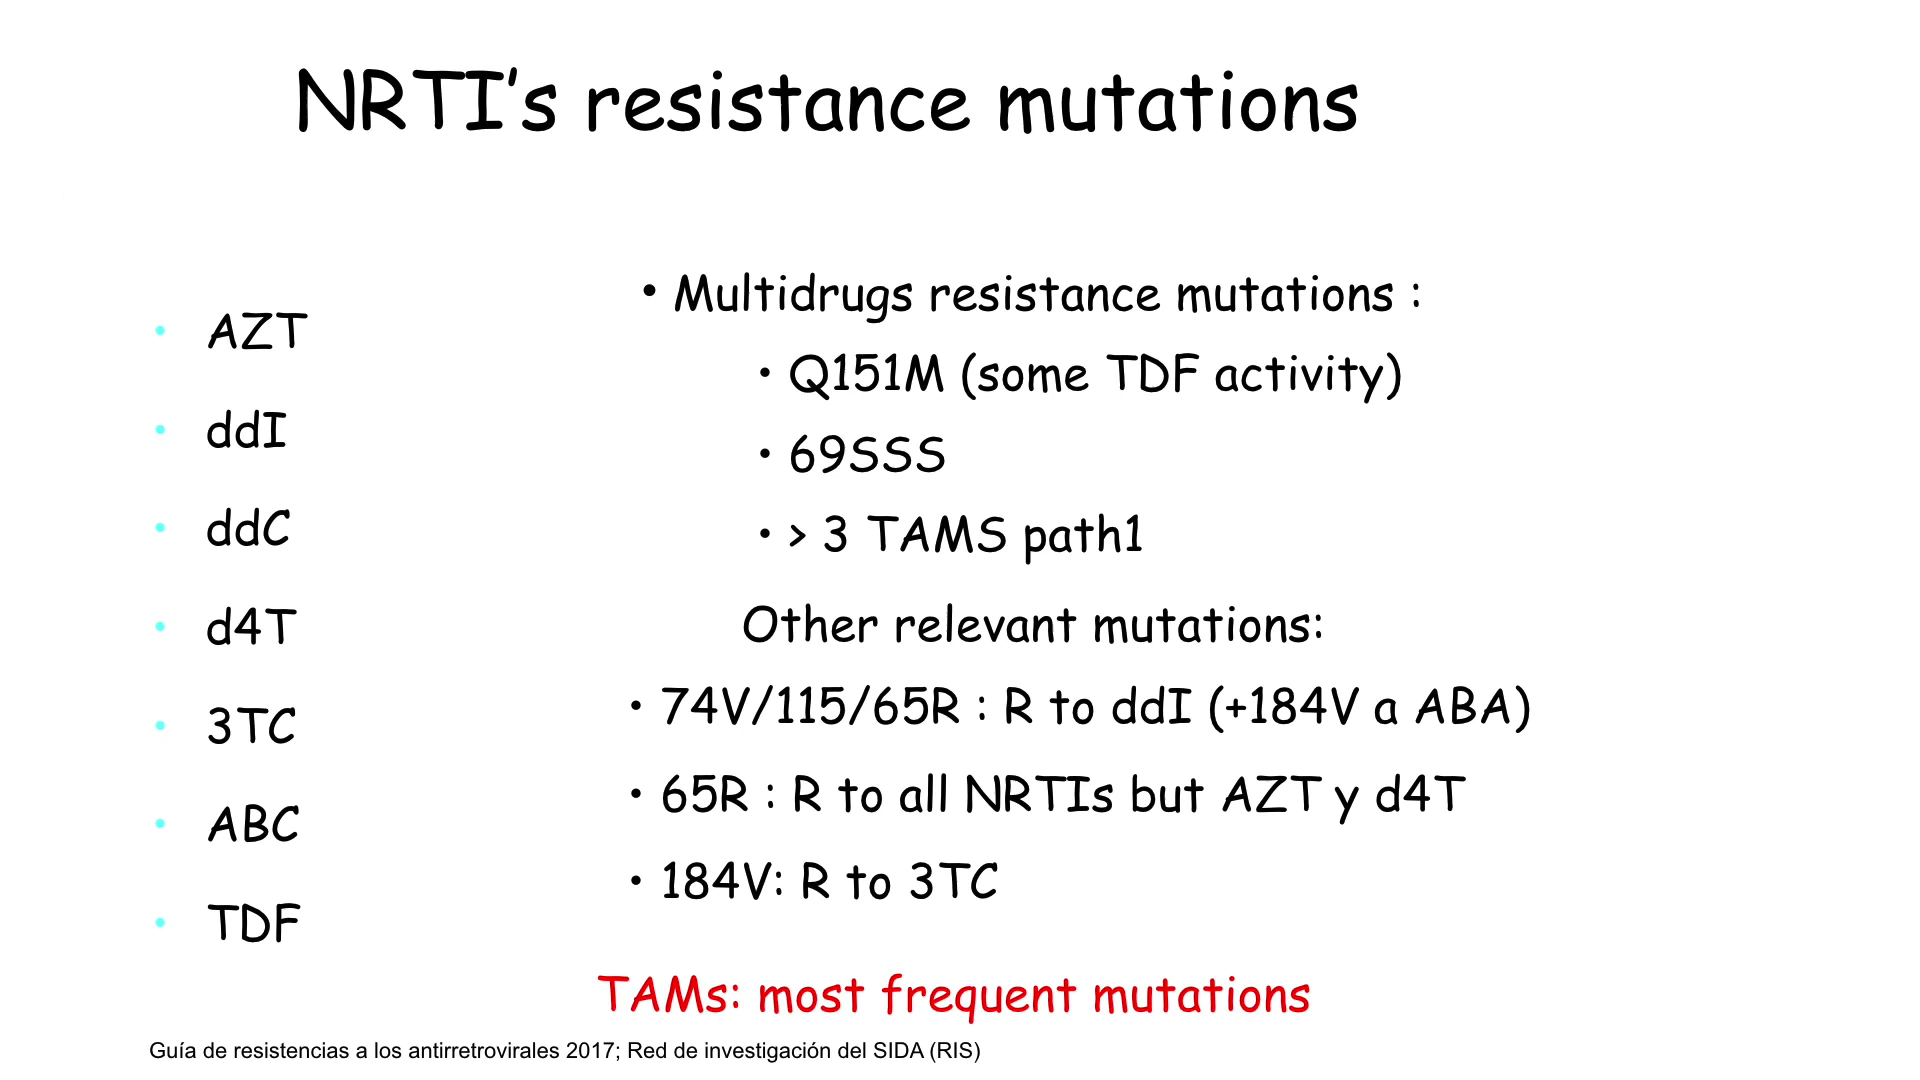 NRTI’s resistance mutations
• AZT
• ddI
• ddC
• d4T
• 3TC
• ABC
• TDF
• Multidrugs resistance mutations :
• Q151M (some TDF activity)
• 69SSS
• > 3 TAMS path1
Other relevant mutations:
• 74V/115/65R : R to ddI (+184V a ABA)
• 65R : R to all NRTIs but AZT y d4T
• 184V: R to 3TC
TAMs: most frequent mutations
Guía de resistencias a los antirretrovirales 2017; Red de investigación del SIDA (RIS)